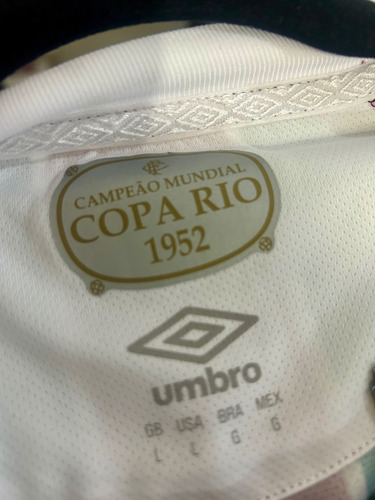 CAMPEÃO MUNDIAL
COPA RIO
1952
umbro
GB USA BRA MEX
L L G G